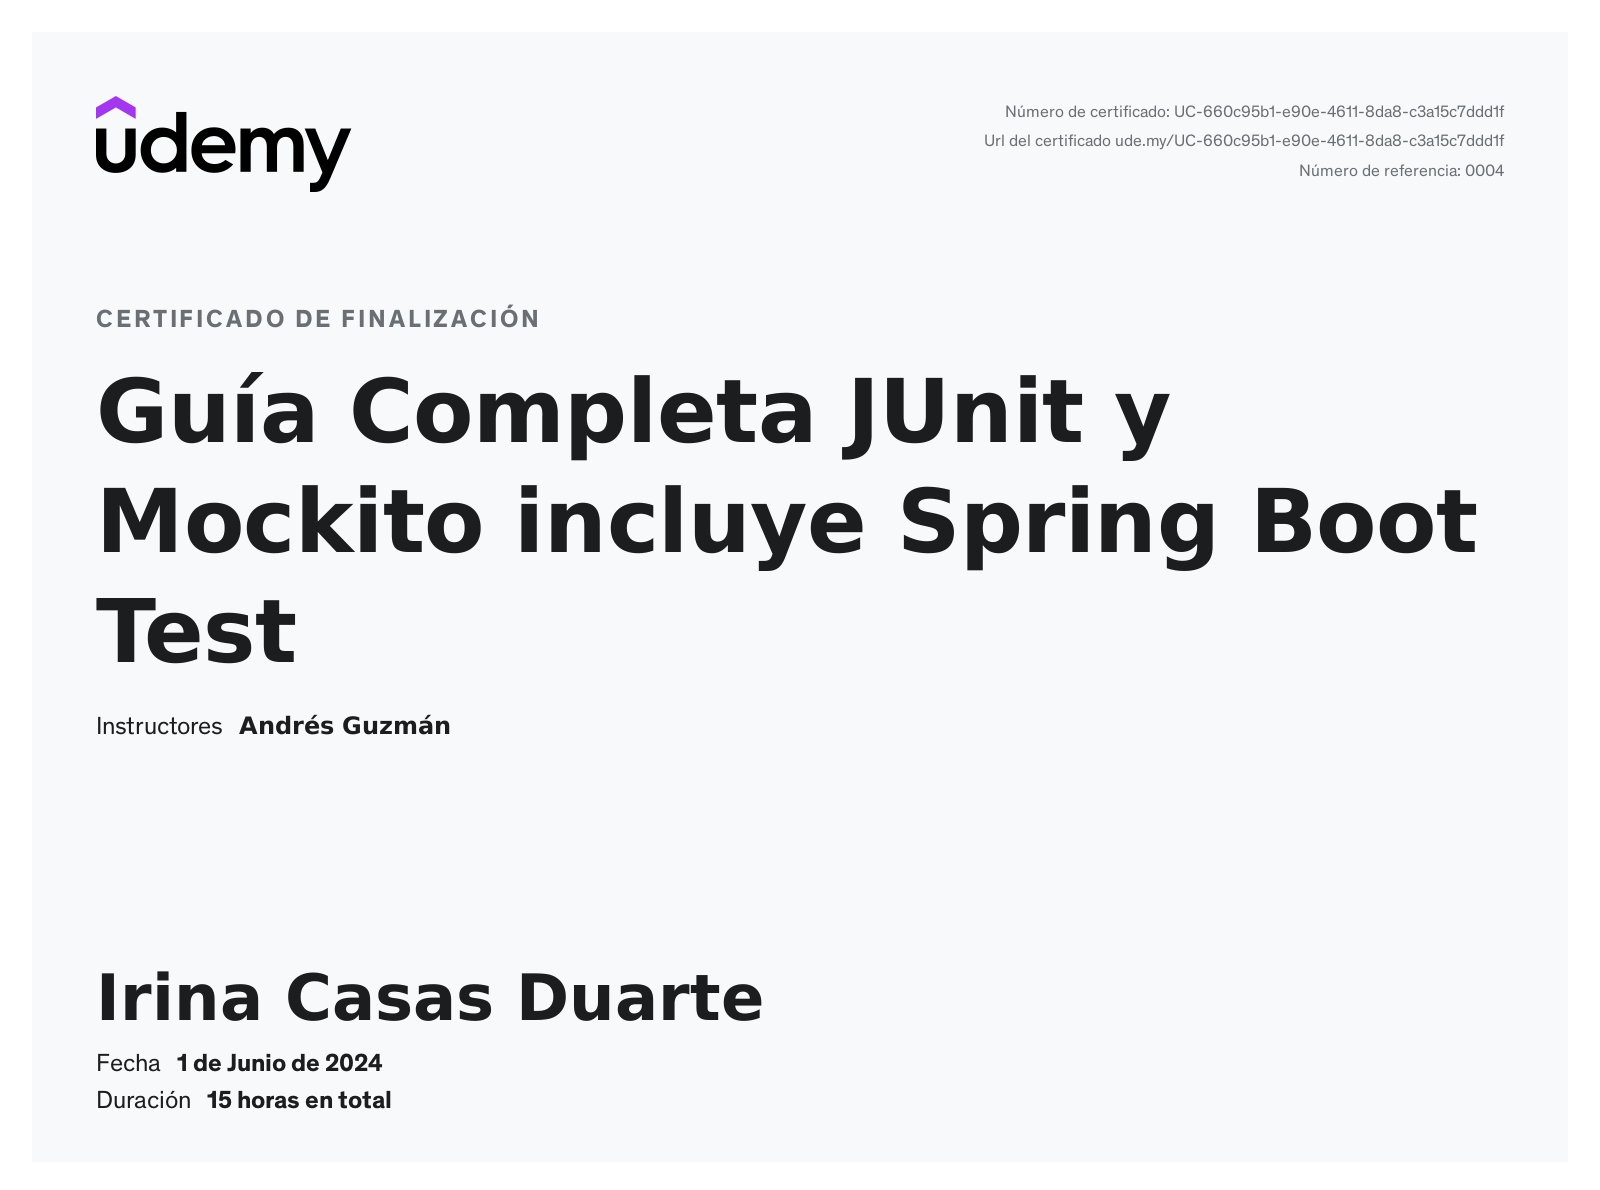 udemy
Número de certificado: UC-660c95b1-e90e-4611-8da8-c3a15c7ddd1f
Url del certificado ude.my/UC-660c95b1-e90e-4611-8da8-c3a15c7ddd1f
Número de referencia: 0004
CERTIFICADO DE FINALIZACIÓN
Guía Completa JUnit y
Mockito incluye Spring Boot
Test
Instructores Andrés Guzmán
Irina Casas Duarte
Fecha 1 de Junio de 2024
Duración 15 horas en total